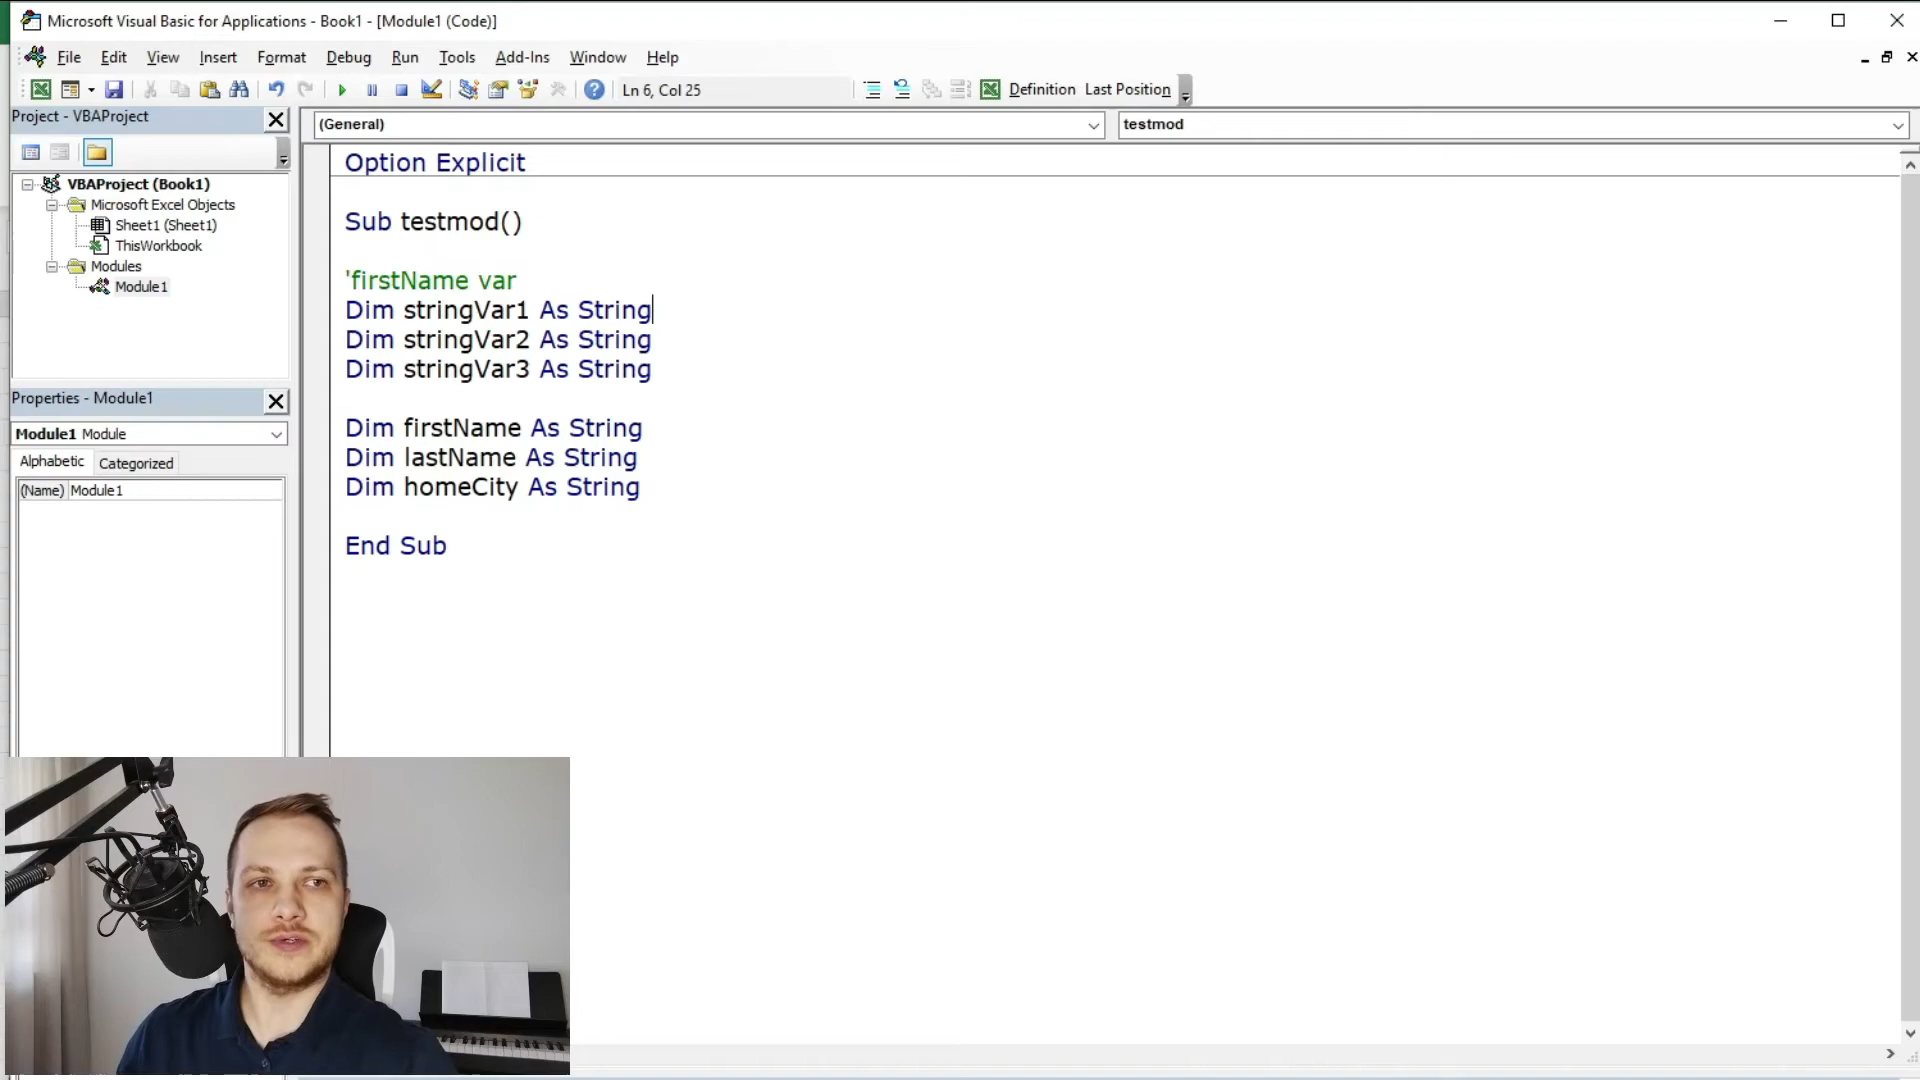 Microsoft Visual Basic for Applications - Book1 - [Module1 (Code)]
File Edit View Insert Format Debug Run Tools Add-Ins Window Help
Ln 6, Col 25
Definition Last Position
Project - VBAProject
(General)
testmod
VBAProject (Book1)
Microsoft Excel Objects
Sheet1 (Sheet1)
ThisWorkbook
Modules
Module1
Properties - Module1
Module1 Module
Alphabetic Categorized
(Name) Module1
Option Explicit
Sub testmod()
'firstName var
Dim stringVar1 As String
Dim stringVar2 As String
Dim stringVar3 As String
Dim firstName As String
Dim lastName As String
Dim homeCity As String
End Sub